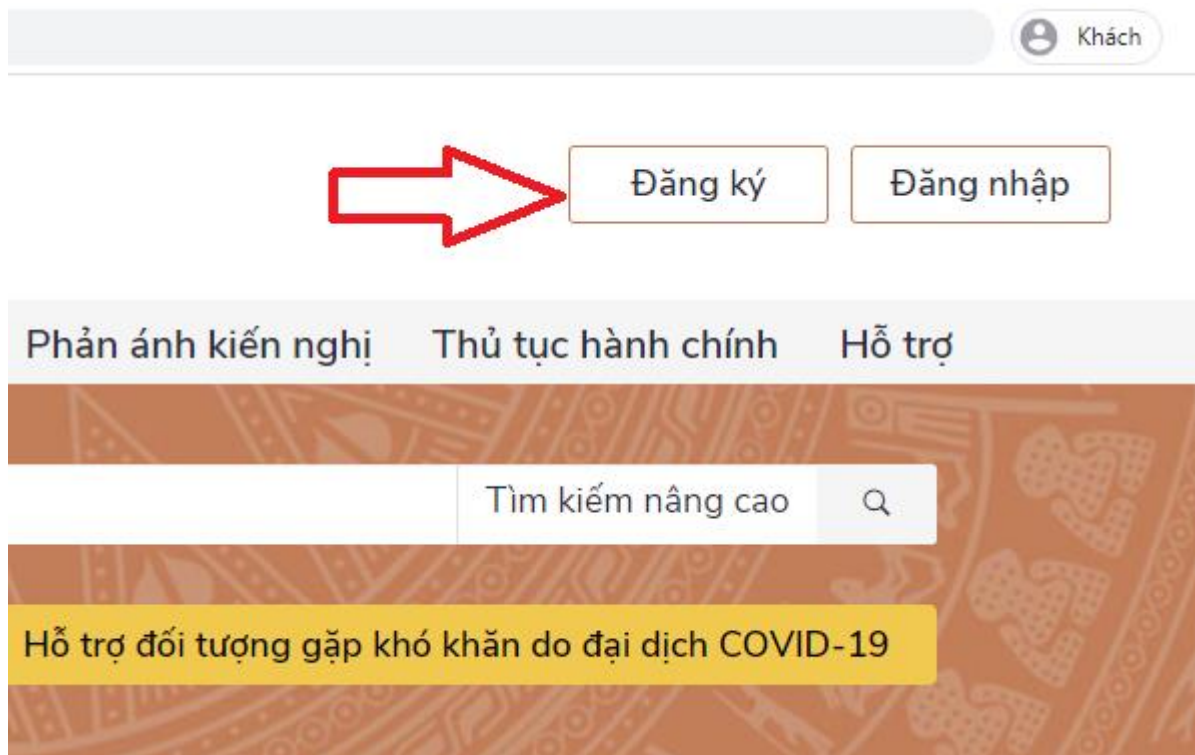 Khách
Đăng ký Đăng nhập
Phản ánh kiến nghị Thủ tục hành chính Hỗ trợ
Tìm kiếm nâng cao
Hỗ trợ đối tượng gặp khó khăn do đại dịch COVID-19